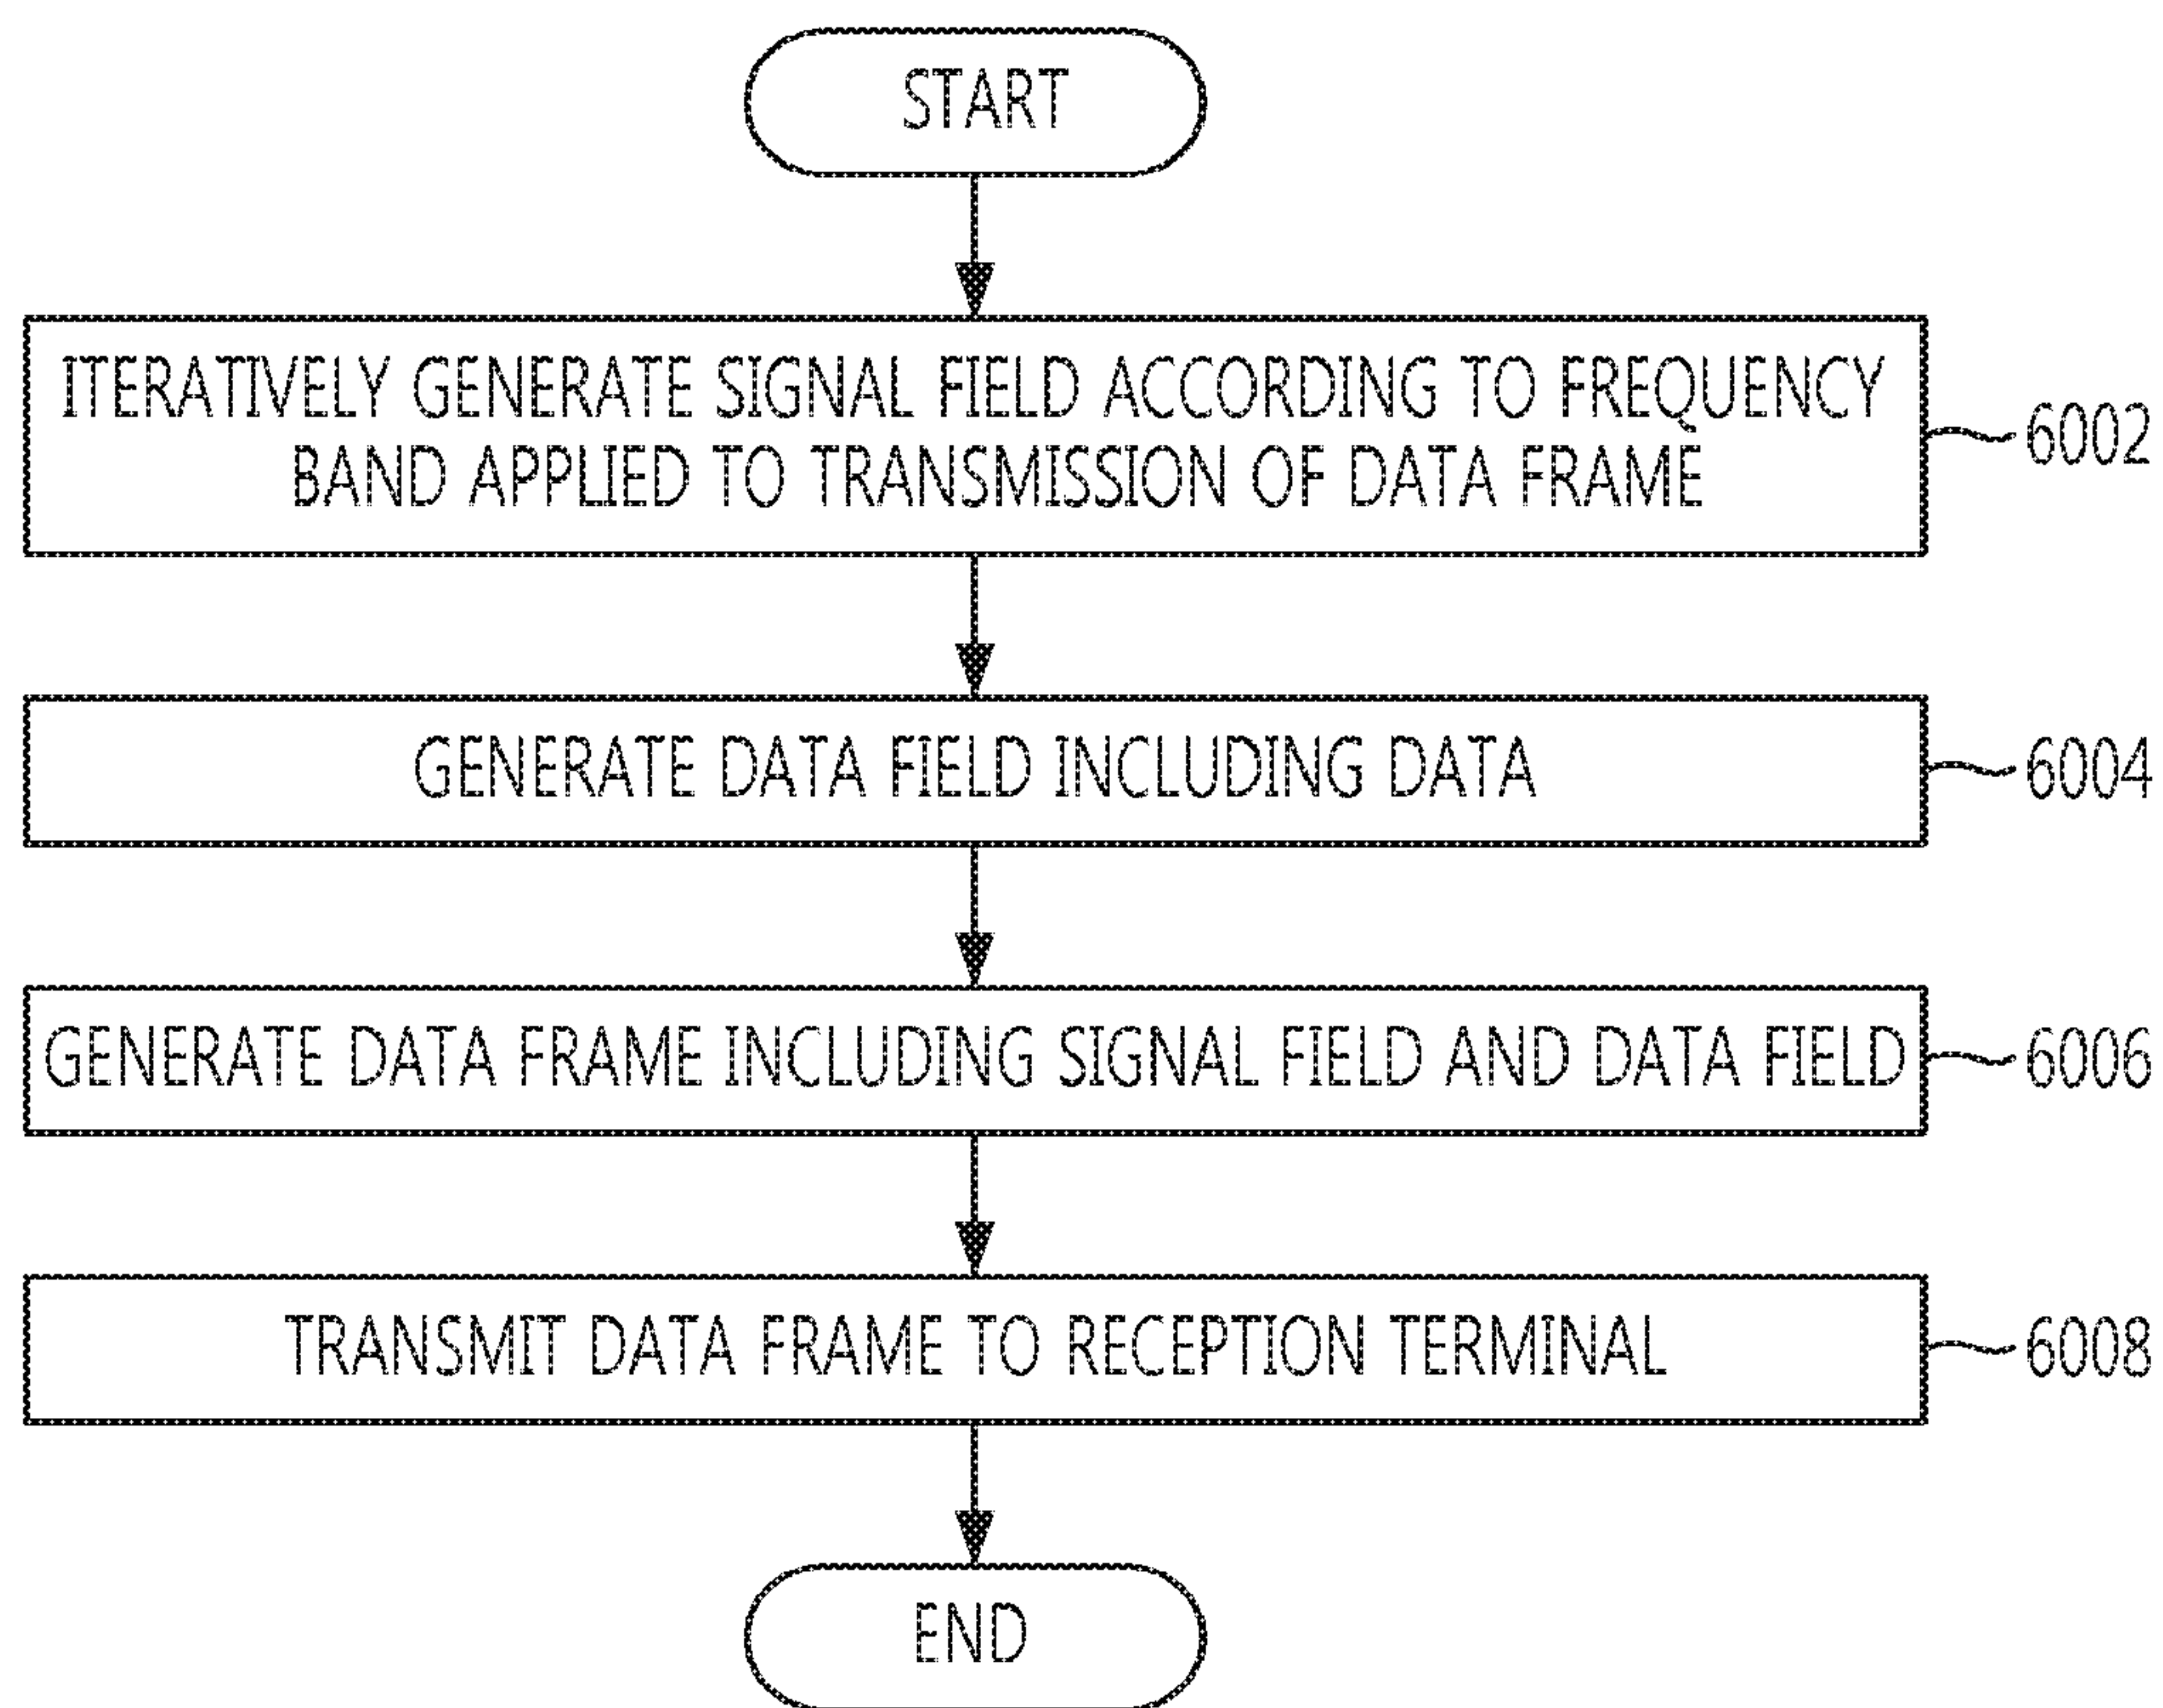 START
ITERATIVELY GENERATE SIGNAL FIELD ACCORDING TO FREQUENCY
BAND APPLIED TO TRANSMISSION OF DATA FRAME
6002
GENERATE DATA FIELD INCLUDING DATA
6004
GENERATE DATA FRAME INCLUDING SIGNAL FIELD AND DATA FIELD
6006
TRANSMIT DATA FRAME TO RECEPTION TERMINAL
6008
END